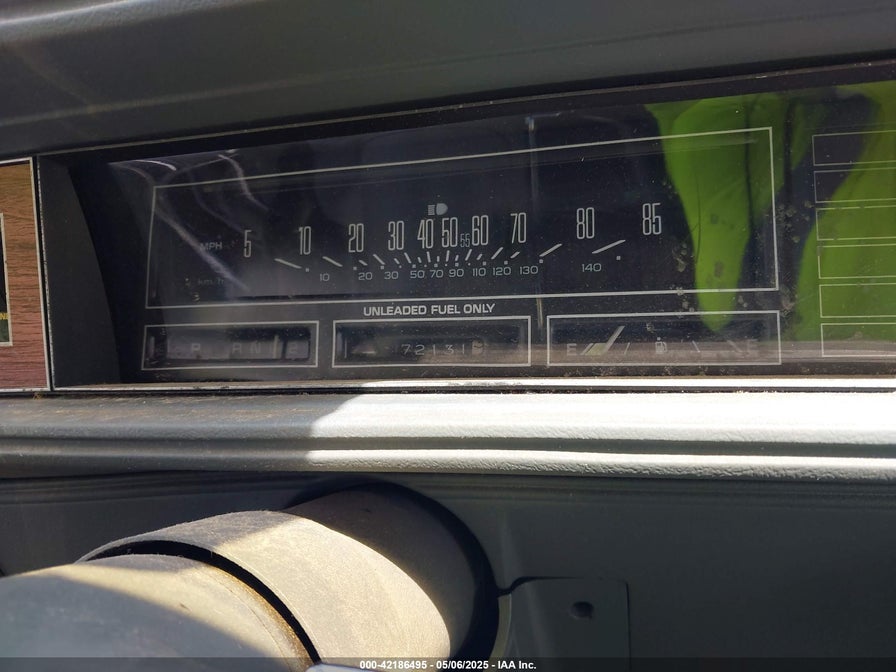 MPH 5 10 20 30 40 50 55 60 70 80 85
km/h 10 20 30 50 70 90 110 120 130 140
UNLEADED FUEL ONLY
P R N
72131
E
000-42186495 - 05/06/2025 - IAA Inc.